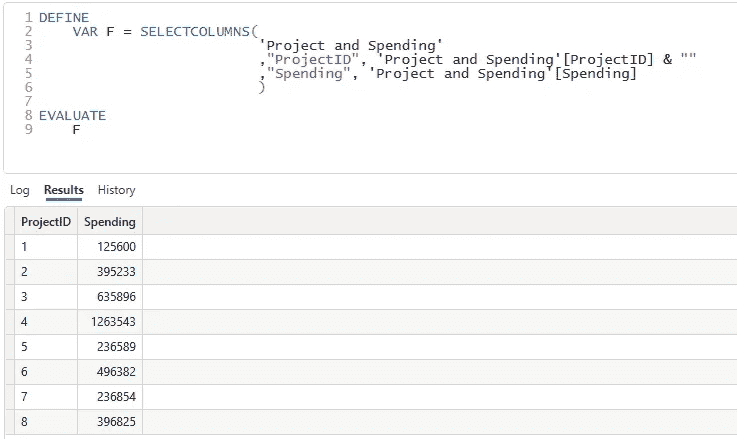 1 DEFINE
2     VAR F = SELECTCOLUMNS(
3                            'Project and Spending'
4                            ,"ProjectID", 'Project and Spending'[ProjectID] & ""
5                            ,"Spending", 'Project and Spending'[Spending]
6                            )
7
8 EVALUATE
9     F
Log Results History
ProjectID Spending
1 125600
2 395233
3 635896
4 1263543
5 236589
6 496382
7 236854
8 396825